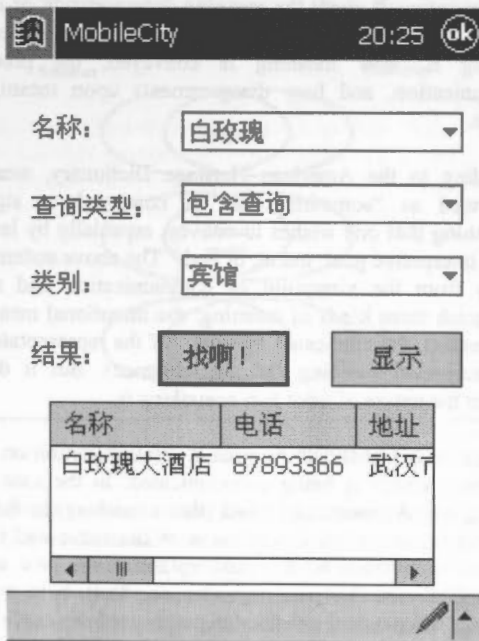 MobileCity 20:25 ok
名称: 白玫瑰
查询类型: 包含查询
类别: 宾馆
结果: 找啊! 显示
名称 电话 地址
白玫瑰大酒店 87893366 武汉